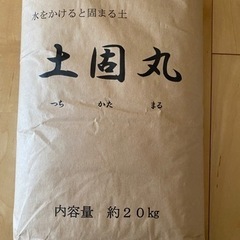 水をかけると固まる土
土固丸
つち かた まる
内容量 約20kg